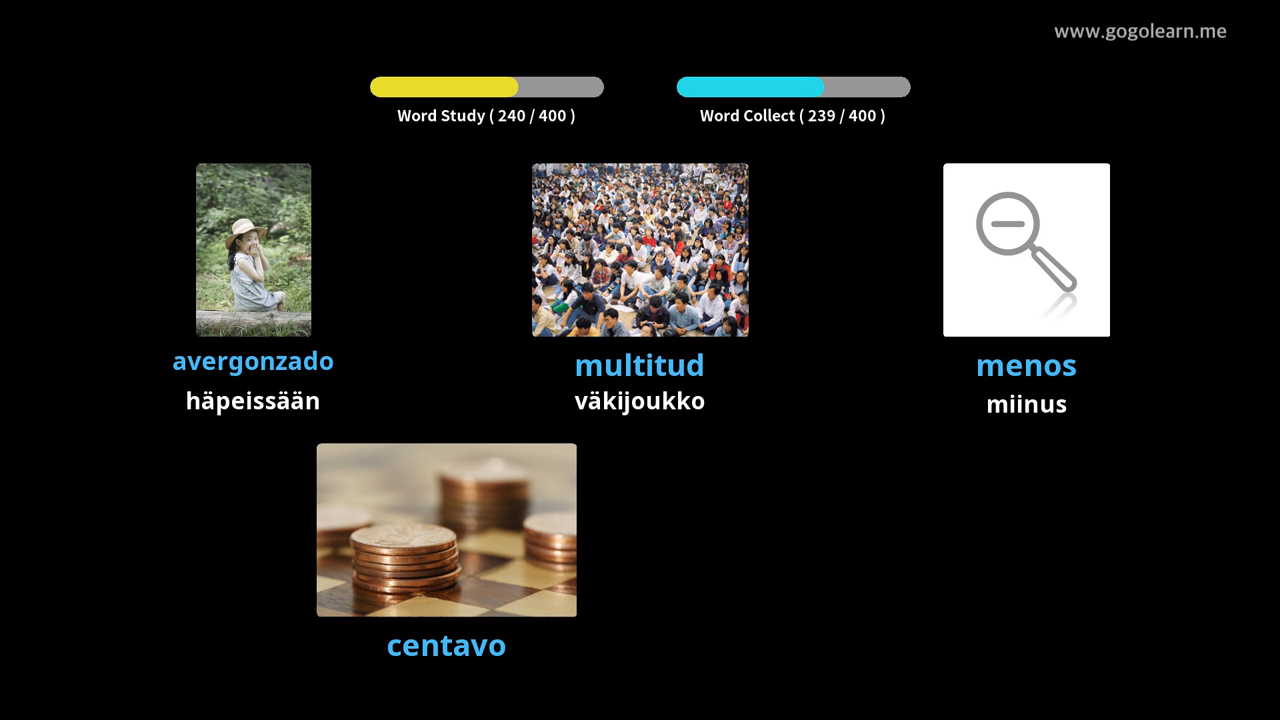 www.gogolearn.me
Word Study ( 240 / 400 )
Word Collect ( 239 / 400 )
avergonzado
häpeissään
multitud
väkijoukko
menos
miinus
centavo